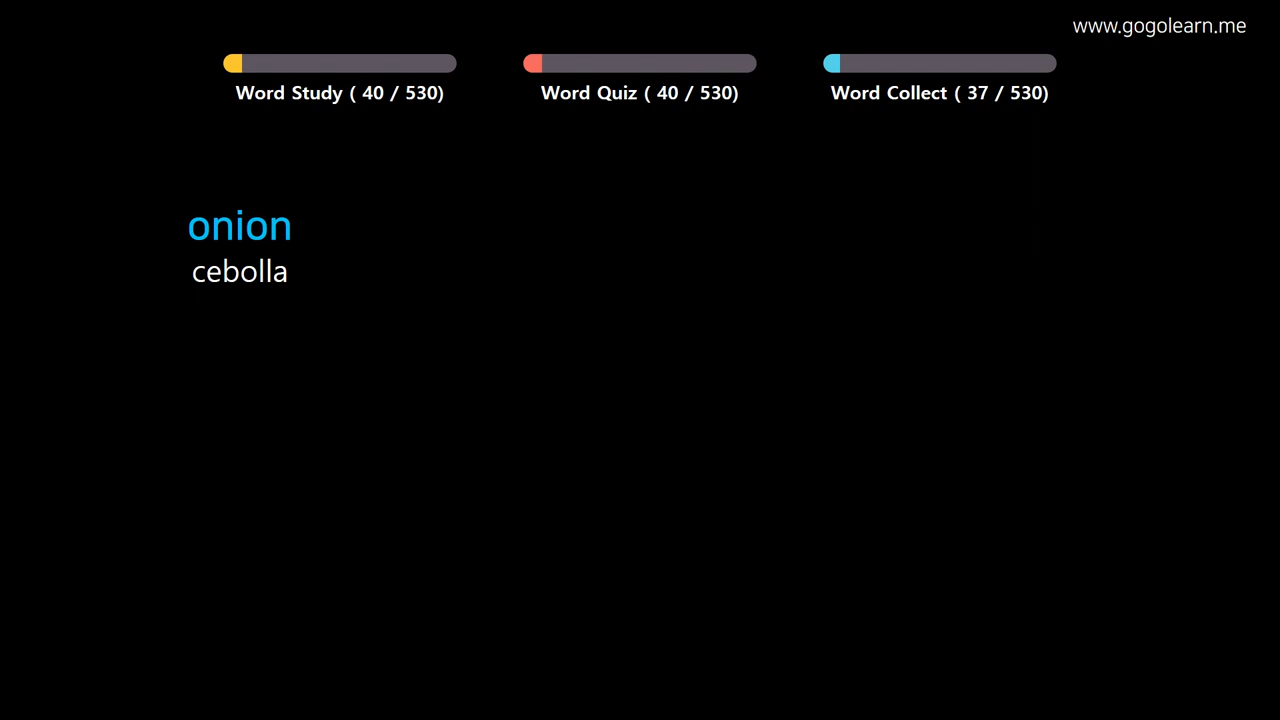 www.gogolearn.me
Word Study ( 40 / 530)
Word Quiz ( 40 / 530)
Word Collect ( 37 / 530)
onion
cebolla